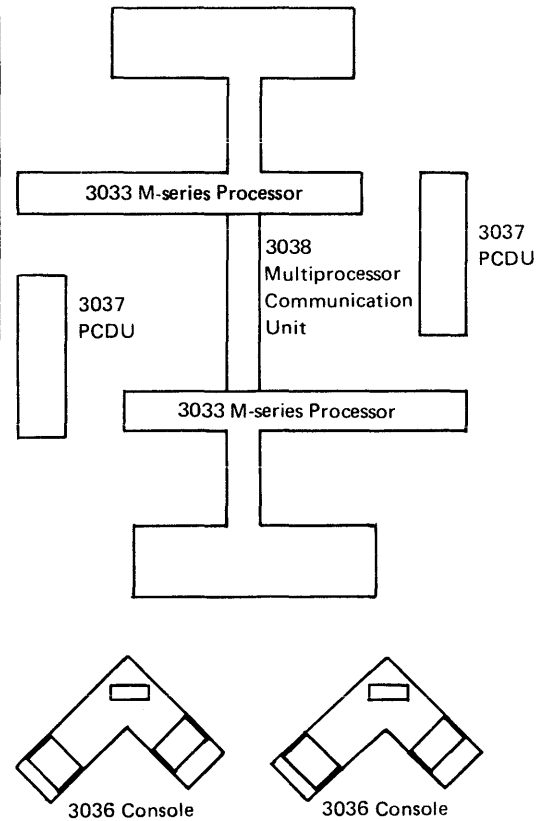 3033 M-series Processor
3038
Multiprocessor
Communication
Unit
3037
PCDU
3037
PCDU
3033 M-series Processor
3036 Console
3036 Console